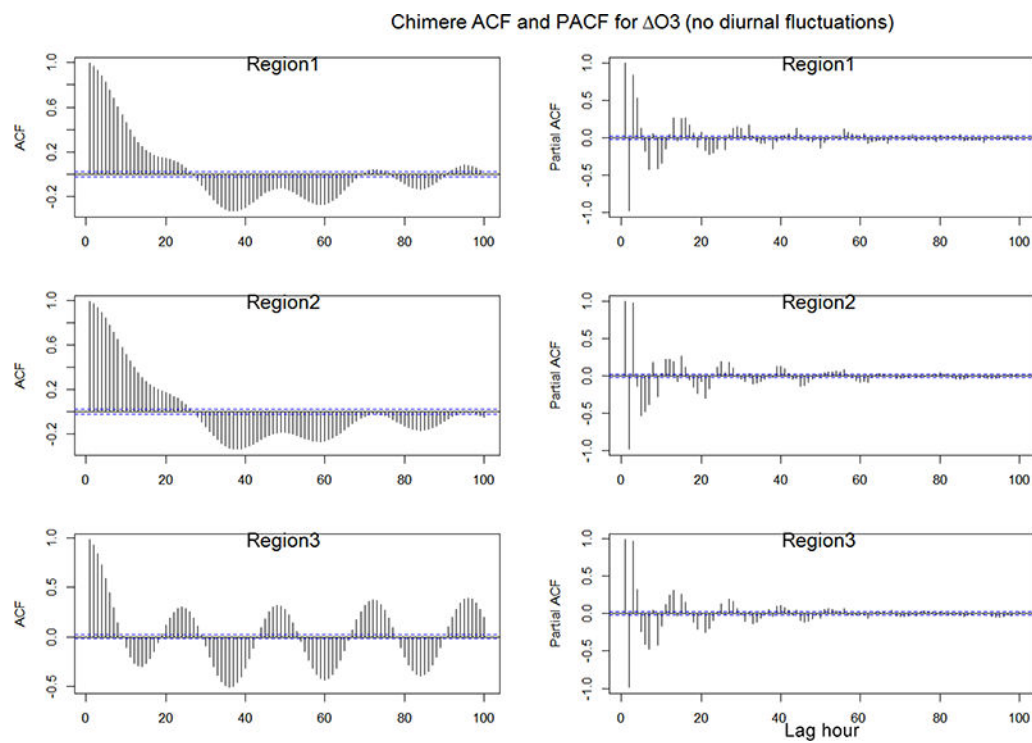 Chimere ACF and PACF for ΔO3 (no diurnal fluctuations)
Region1
ACF
-0.2 0.2 0.6 1.0
0 20 40 60 80 100
Region1
Partial ACF
-1.0 -0.5 0.0 0.5 1.0
0 20 40 60 80 100
Region2
ACF
-0.2 0.2 0.6 1.0
0 20 40 60 80 100
Region2
Partial ACF
-1.0 -0.5 0.0 0.5 1.0
0 20 40 60 80 100
Region3
ACF
-0.5 0.0 0.5 1.0
0 20 40 60 80 100
Region3
Partial ACF
-1.0 -0.5 0.0 0.5 1.0
0 20 40 60 80 100
Lag hour